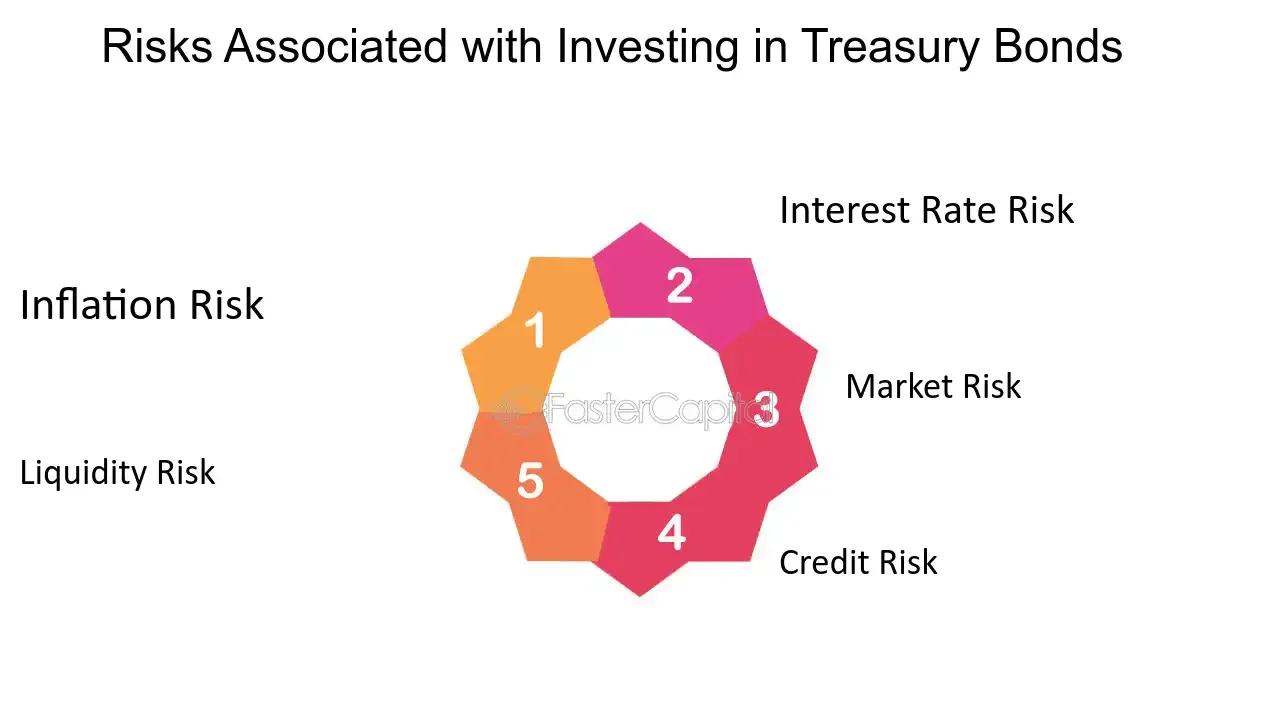 Risks Associated with Investing in Treasury Bonds
Interest Rate Risk
Inflation Risk
1
2
Market Risk
3
FasterCapital
Liquidity Risk
5
4
Credit Risk